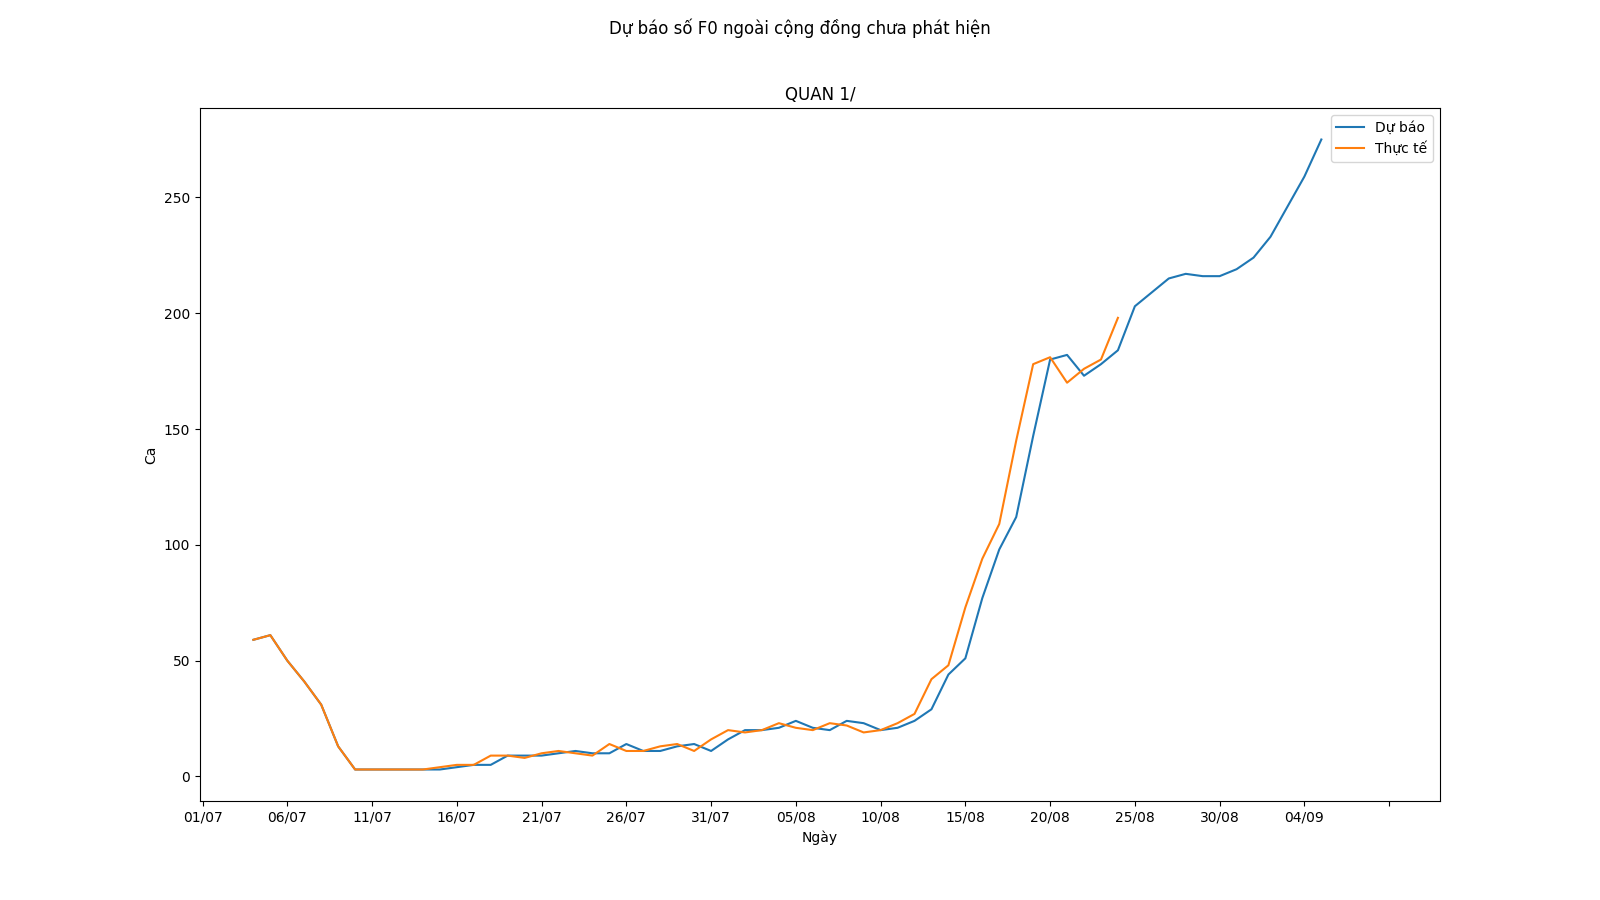 Dự báo số F0 ngoài cộng đồng chưa phát hiện
QUAN 1/
Dự báo
Thực tế
250
200
150
100
50
0
Ca
01/07 06/07 11/07 16/07 21/07 26/07 31/07 05/08 10/08 15/08 20/08 25/08 30/08 04/09
Ngày